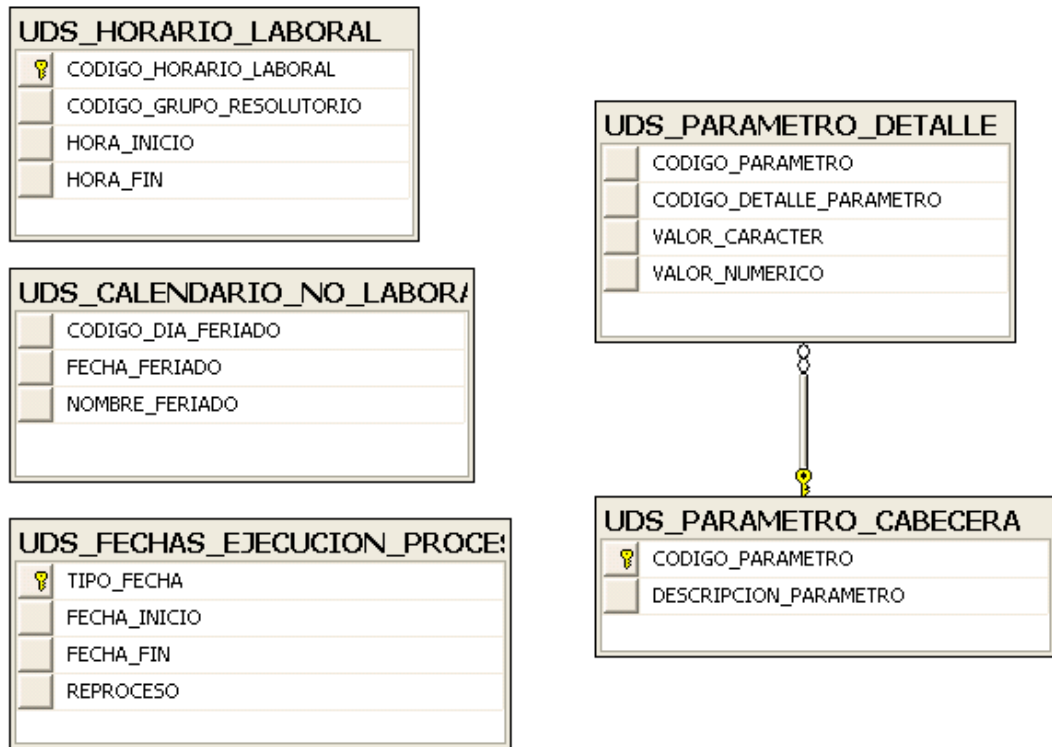 UDS_HORARIO_LABORAL
CODIGO_HORARIO_LABORAL
CODIGO_GRUPO_RESOLUTORIO
HORA_INICIO
HORA_FIN
UDS_CALENDARIO_NO_LABORA
CODIGO_DIA_FERIADO
FECHA_FERIADO
NOMBRE_FERIADO
UDS_FECHAS_EJECUCION_PROCES
TIPO_FECHA
FECHA_INICIO
FECHA_FIN
REPROCESO
UDS_PARAMETRO_DETALLE
CODIGO_PARAMETRO
CODIGO_DETALLE_PARAMETRO
VALOR_CARACTER
VALOR_NUMERICO
UDS_PARAMETRO_CABECERA
CODIGO_PARAMETRO
DESCRIPCION_PARAMETRO